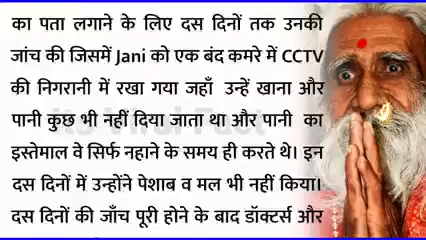 का पता लगाने के लिए दस दिनों तक उनकी
जांच की जिसमें Jani को एक बंद कमरे में CCTV
की निगरानी में रखा गया जहाँ उन्हें खाना और
पानी कुछ भी नहीं दिया जाता था और पानी का
इस्तेमाल वे सिर्फ नहाने के समय ही करते थे। इन
दस दिनों में उन्होंने पेशाब व मल भी नहीं किया।
दस दिनों की जाँच पूरी होने के बाद डॉक्टर्स और